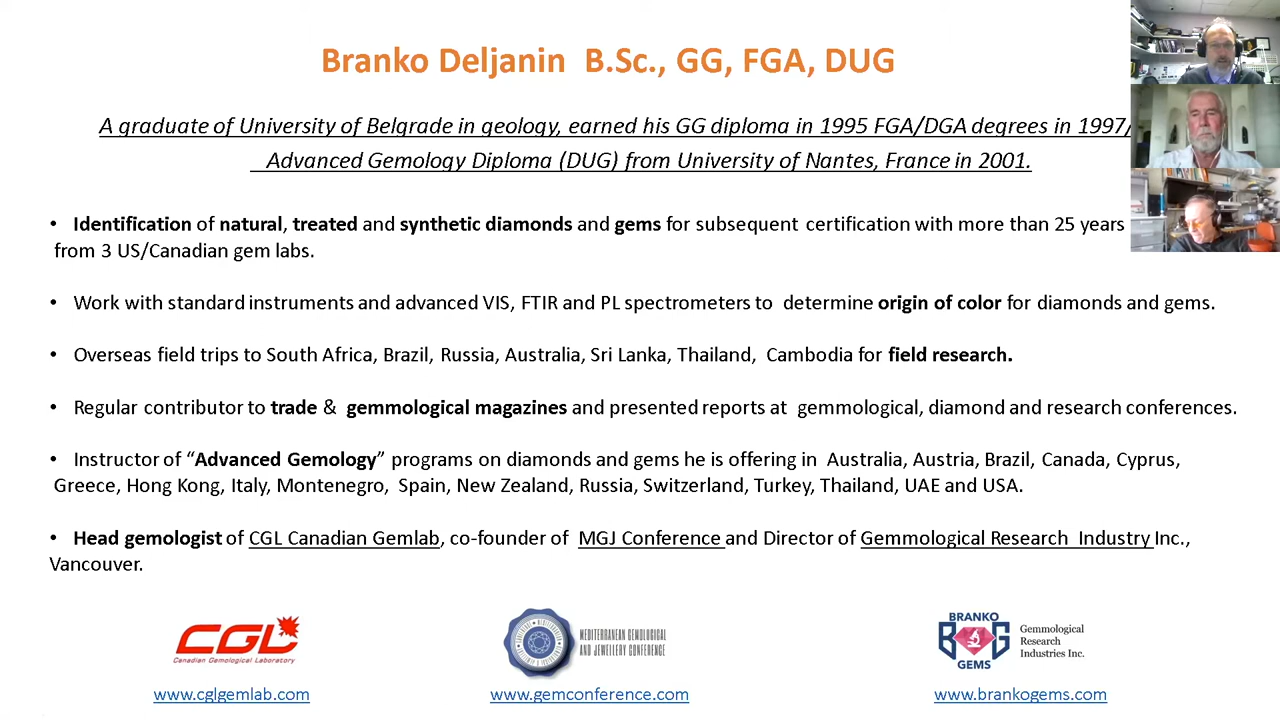 Branko Deljanin B.Sc., GG, FGA, DUG
A graduate of University of Belgrade in geology, earned his GG diploma in 1995 FGA/DGA degrees in 1997/
Advanced Gemology Diploma (DUG) from University of Nantes, France in 2001.
• Identification of natural, treated and synthetic diamonds and gems for subsequent certification with more than 25 years
from 3 US/Canadian gem labs.
• Work with standard instruments and advanced VIS, FTIR and PL spectrometers to determine origin of color for diamonds and gems.
• Overseas field trips to South Africa, Brazil, Russia, Australia, Sri Lanka, Thailand, Cambodia for field research.
• Regular contributor to trade & gemmological magazines and presented reports at gemmological, diamond and research conferences.
• Instructor of “Advanced Gemology” programs on diamonds and gems he is offering in Australia, Austria, Brazil, Canada, Cyprus,
Greece, Hong Kong, Italy, Montenegro, Spain, New Zealand, Russia, Switzerland, Turkey, Thailand, UAE and USA.
• Head gemologist of CGL Canadian Gemlab, co-founder of MGJ Conference and Director of Gemmological Research Industry Inc.,
Vancouver.
CGL
Canadian Gemological Laboratory
MEDITERRANEAN GEMOLOGICAL
AND JEWELLERY CONFERENCE
BRANKO
B G
GEMS
Gemmological
Research
Industries Inc.
www.cglgemlab.com
www.gemconference.com
www.brankogems.com